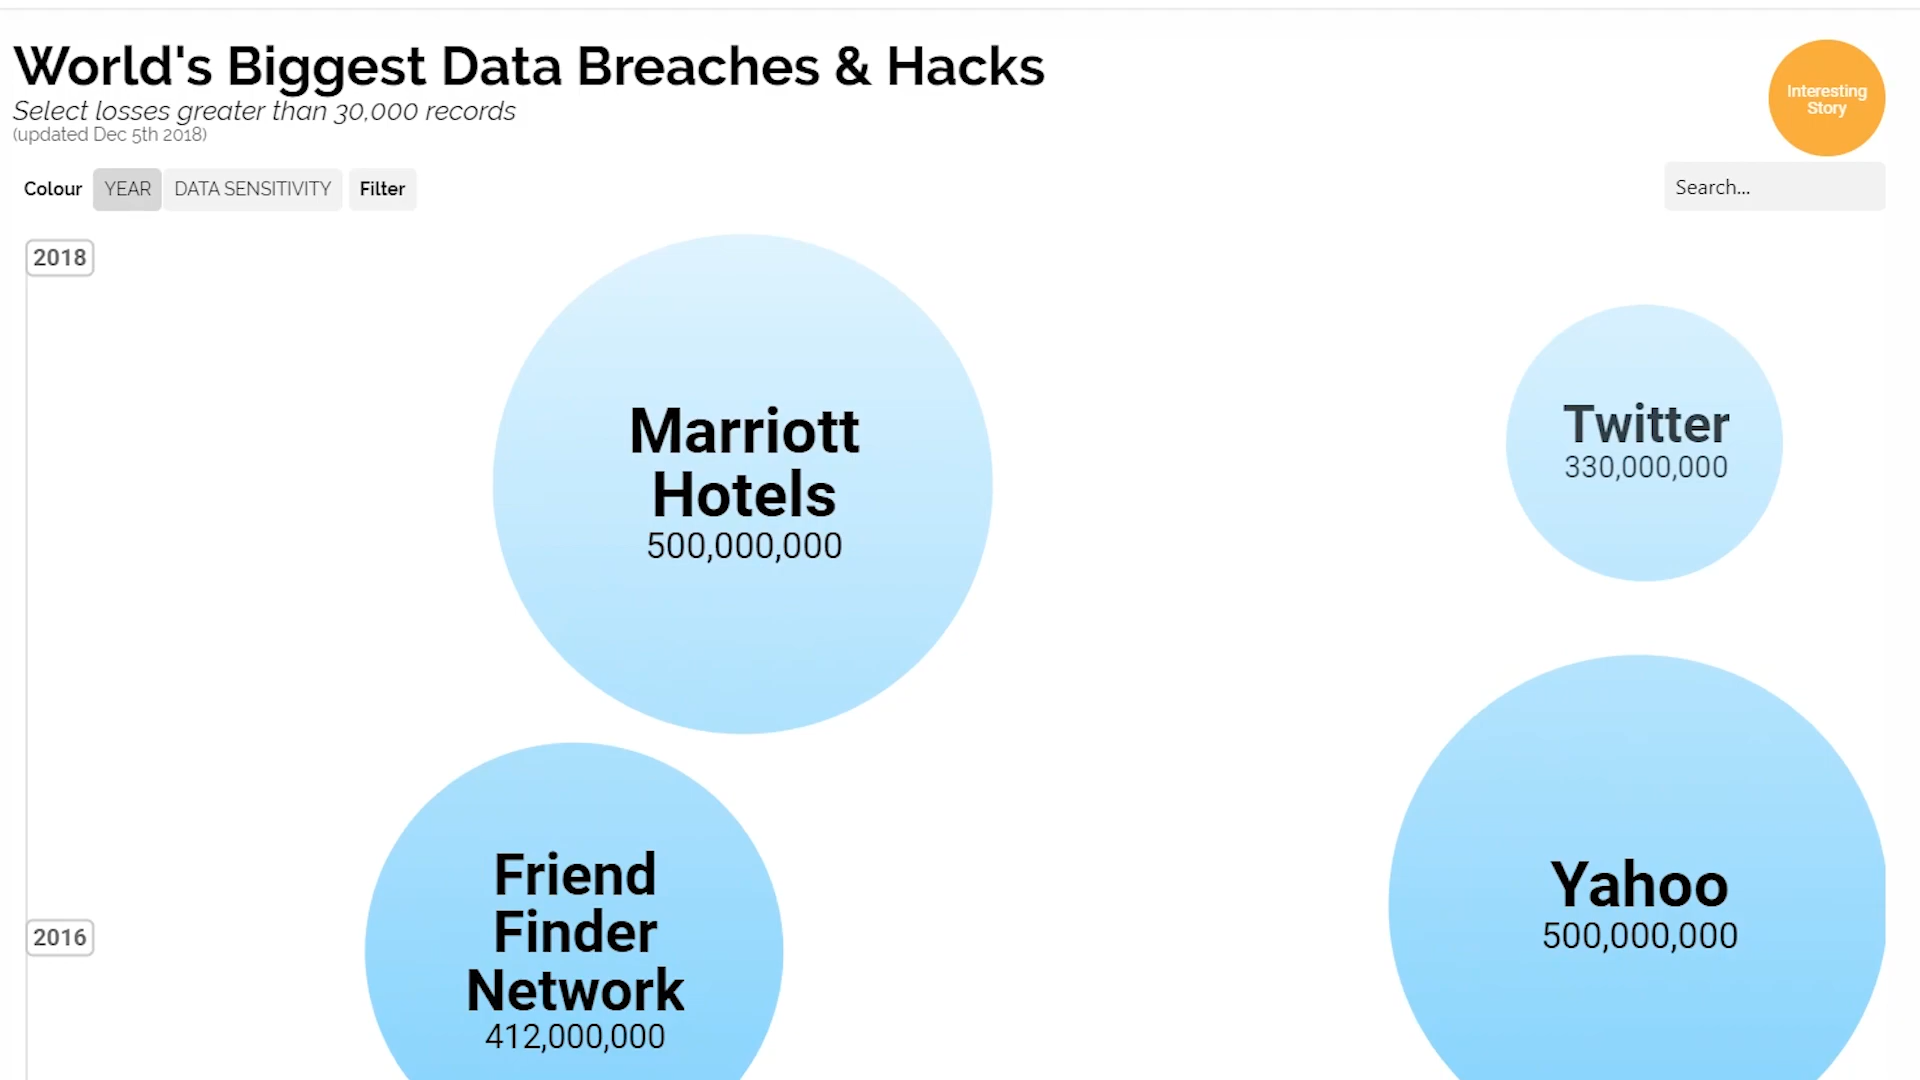 World's Biggest Data Breaches & Hacks
Select losses greater than 30,000 records
(updated Dec 5th 2018)
Interesting
Story
Colour YEAR DATA SENSITIVITY Filter
Search...
2018
Marriott
Hotels
500,000,000
Twitter
330,000,000
Friend
Finder
Network
412,000,000
Yahoo
500,000,000
2016